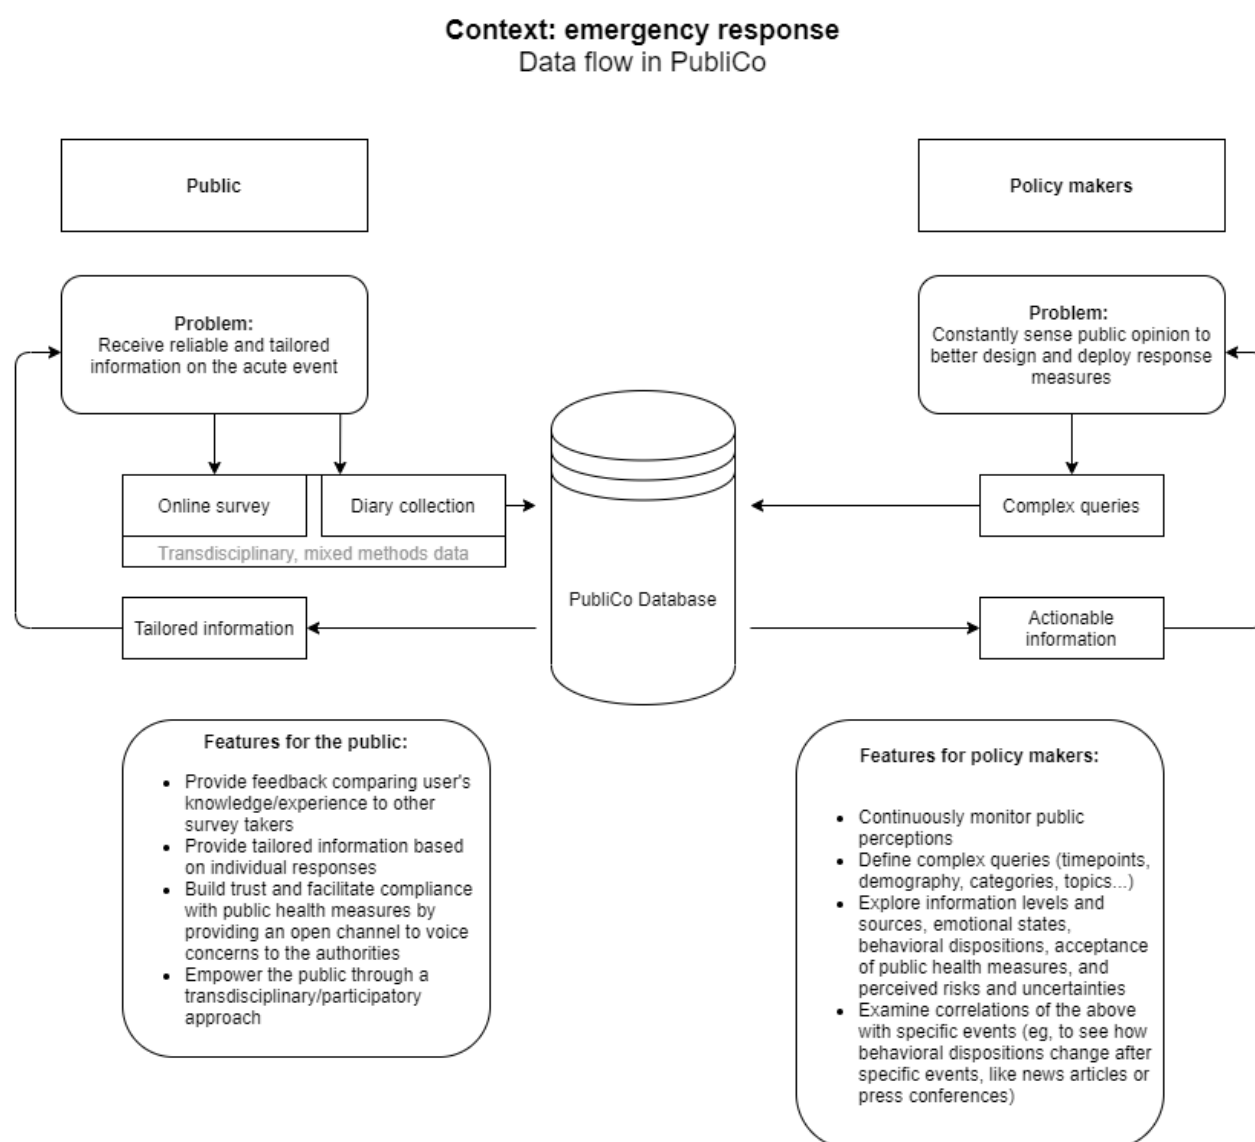 Context: emergency response
Data flow in PubliCo
Public
Policy makers
Problem:
Receive reliable and tailored
information on the acute event
Problem:
Constantly sense public opinion to
better design and deploy response
measures
Online survey
Diary collection
Transdisciplinary, mixed methods data
Complex queries
PubliCo Database
Tailored information
Actionable
information
Features for the public:
• Provide feedback comparing user's
knowledge/experience to other
survey takers
• Provide tailored information based
on individual responses
• Build trust and facilitate compliance
with public health measures by
providing an open channel to voice
concerns to the authorities
• Empower the public through a
transdisciplinary/participatory
approach
Features for policy makers:
• Continuously monitor public
perceptions
• Define complex queries (timepoints,
demography, categories, topics...)
• Explore information levels and
sources, emotional states,
behavioral dispositions, acceptance
of public health measures, and
perceived risks and uncertainties
• Examine correlations of the above
with specific events (eg, to see how
behavioral dispositions change after
specific events, like news articles or
press conferences)